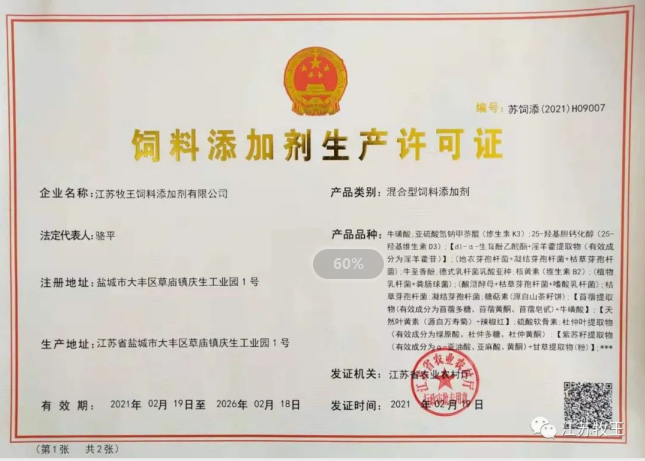 编号: 苏饲添(2021)H09007
饲料添加剂生产许可证
企业名称: 江苏牧王饲料添加剂有限公司
产品类别: 混合型饲料添加剂
法定代表人: 骆平
产品品种: 牛磺酸,亚硫酸氢钠甲萘醌(维生素K3);25-羟基胆钙化醇(25-
羟基维生素D3);【dl-α-生育酚乙酸酯+淫羊藿提取物(有效成
分为淫羊藿苷)】;(地衣芽孢杆菌+凝结芽孢杆菌+枯草芽孢杆
菌);牛至香酚,德式乳杆菌乳酸亚种,核黄素(维生素B2);(植物
乳杆菌+粪肠球菌);(酿酒酵母+枯草芽孢杆菌+嗜酸乳杆菌);枯
草芽孢杆菌,凝结芽孢杆菌,糖萜素(源自山茶籽饼);【苜蓿提取
物(有效成分为苜蓿多糖、苜蓿黄酮、苜蓿皂甙)+牛磺酸】;【天
然叶黄素(源自万寿菊)+辣椒红】;硫酸软骨素,杜仲叶提取物
(有效成分为绿原酸、杜仲多糖、杜仲黄酮);【紫苏籽提取物
(有效成分为α-亚油酸、亚麻酸、黄酮)+甘草提取物(粉)】;***
注册地址: 盐城市大丰区草庙镇庆生工业园1号
60%
生产地址: 江苏省盐城市大丰区草庙镇庆生工业园1号
发证机关: 江苏省农业农村厅
江苏省农业农村厅
有效期: 2021年02月19日至2026年02月18日
发证时间: 2021年02月19日
(第1张 共2张)
江苏牧王